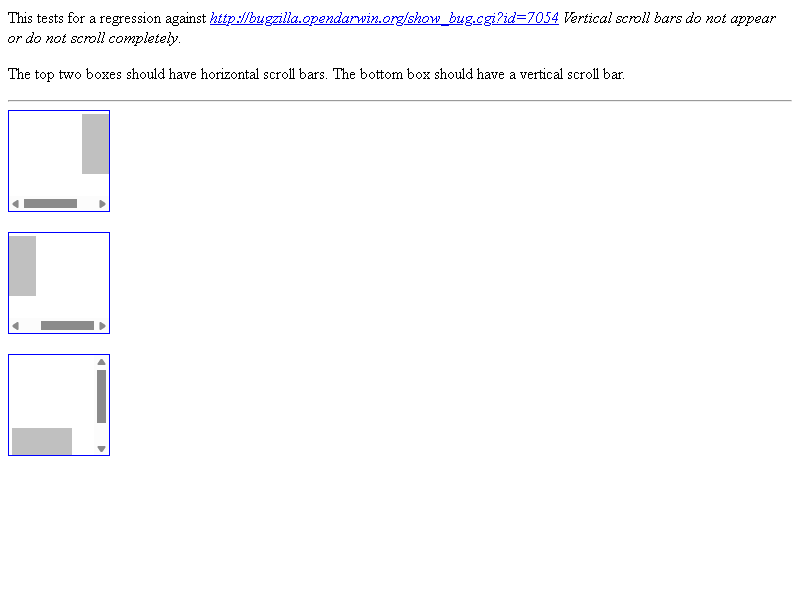 This tests for a regression against http://bugzilla.opendarwin.org/show_bug.cgi?id=7054 Vertical scroll bars do not appear
or do not scroll completely.
The top two boxes should have horizontal scroll bars. The bottom box should have a vertical scroll bar.